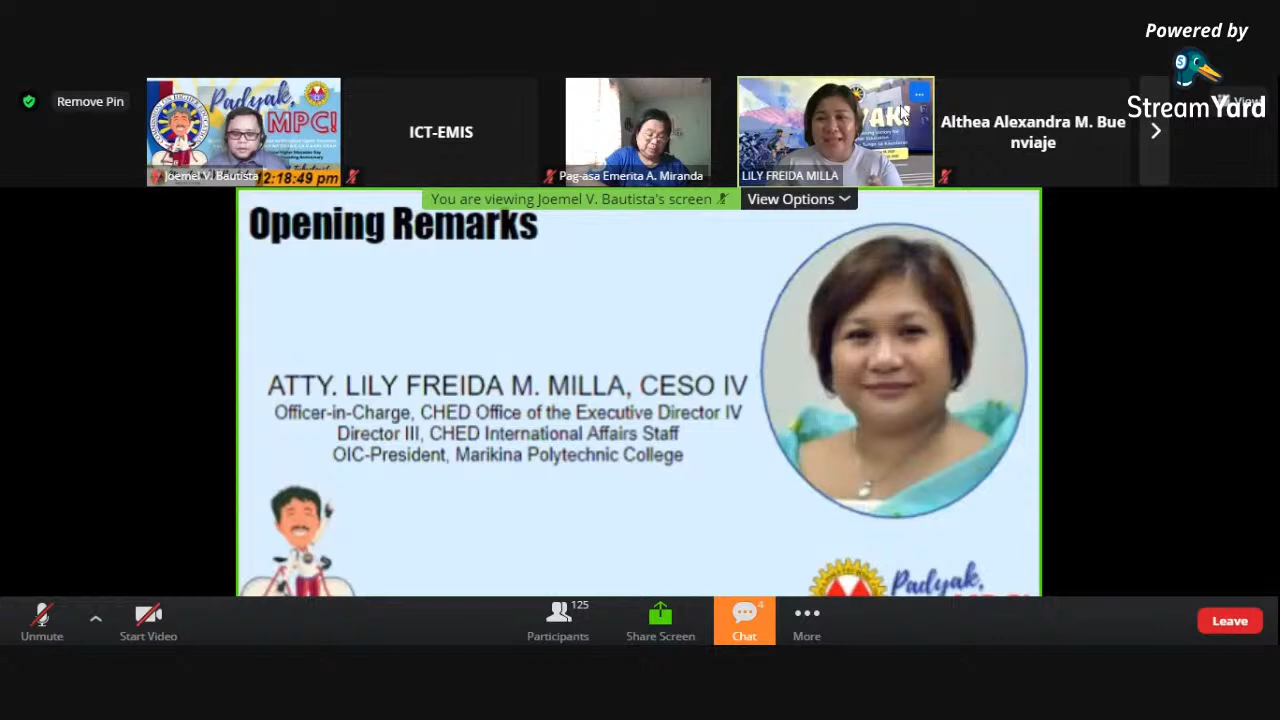 Powered by
StreamYard
Remove Pin
View
Padyak,
MPC!
Joemel V. Bautista
2:18:49 pm
ICT-EMIS
Pag-asa Emerita A. Miranda
YAK!
LILY FREIDA MILLA
Althea Alexandra M. Bue
nviaje
You are viewing Joemel V. Bautista's screen
View Options
Opening Remarks
ATTY. LILY FREIDA M. MILLA, CESO IV
Officer-in-Charge, CHED Office of the Executive Director IV
Director III, CHED International Affairs Staff
OIC-President, Marikina Polytechnic College
Padyak,
Unmute
Start Video
125
Participants
Share Screen
4
Chat
More
Leave